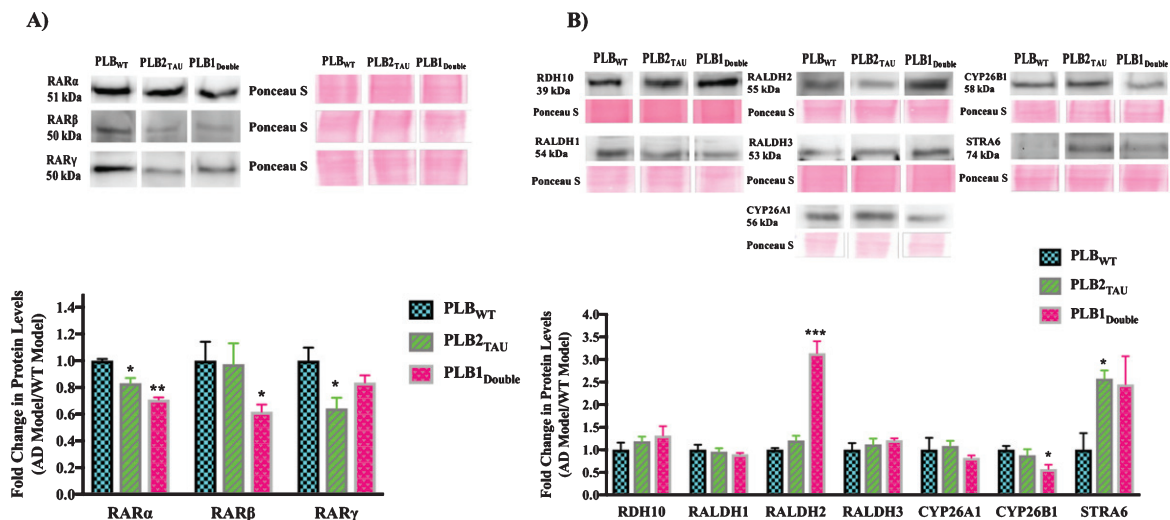 A)
PLBWT PLB2TAU PLB1Double
PLBWT PLB2TAU PLB1Double
RARα
51 kDa
Ponceau S
RARβ
50 kDa
Ponceau S
RARγ
50 kDa
Ponceau S
Fold Change in Protein Levels
(AD Model/WT Model)
1.4
1.2
1.0
0.8
0.6
0.4
0.2
0.0
* ** * *
RARα RARβ RARγ
PLBWT
PLB2TAU
PLB1Double
B)
PLBWT PLB2TAU PLB1Double
RDH10
39 kDa
Ponceau S
RALDH1
54 kDa
Ponceau S
PLBWT PLB2TAU PLB1Double
RALDH2
55 kDa
Ponceau S
RALDH3
53 kDa
Ponceau S
CYP26A1
56 kDa
Ponceau S
PLBWT PLB2TAU PLB1Double
CYP26B1
58 kDa
Ponceau S
STRA6
74 kDa
Ponceau S
PLBWT
PLB2TAU
PLB1Double
Fold Change in Protein Levels
(AD Model/WT Model)
4.0
3.5
3.0
2.5
2.0
1.5
1.0
0.5
0.0
*** * *
RDH10 RALDH1 RALDH2 RALDH3 CYP26A1 CYP26B1 STRA6